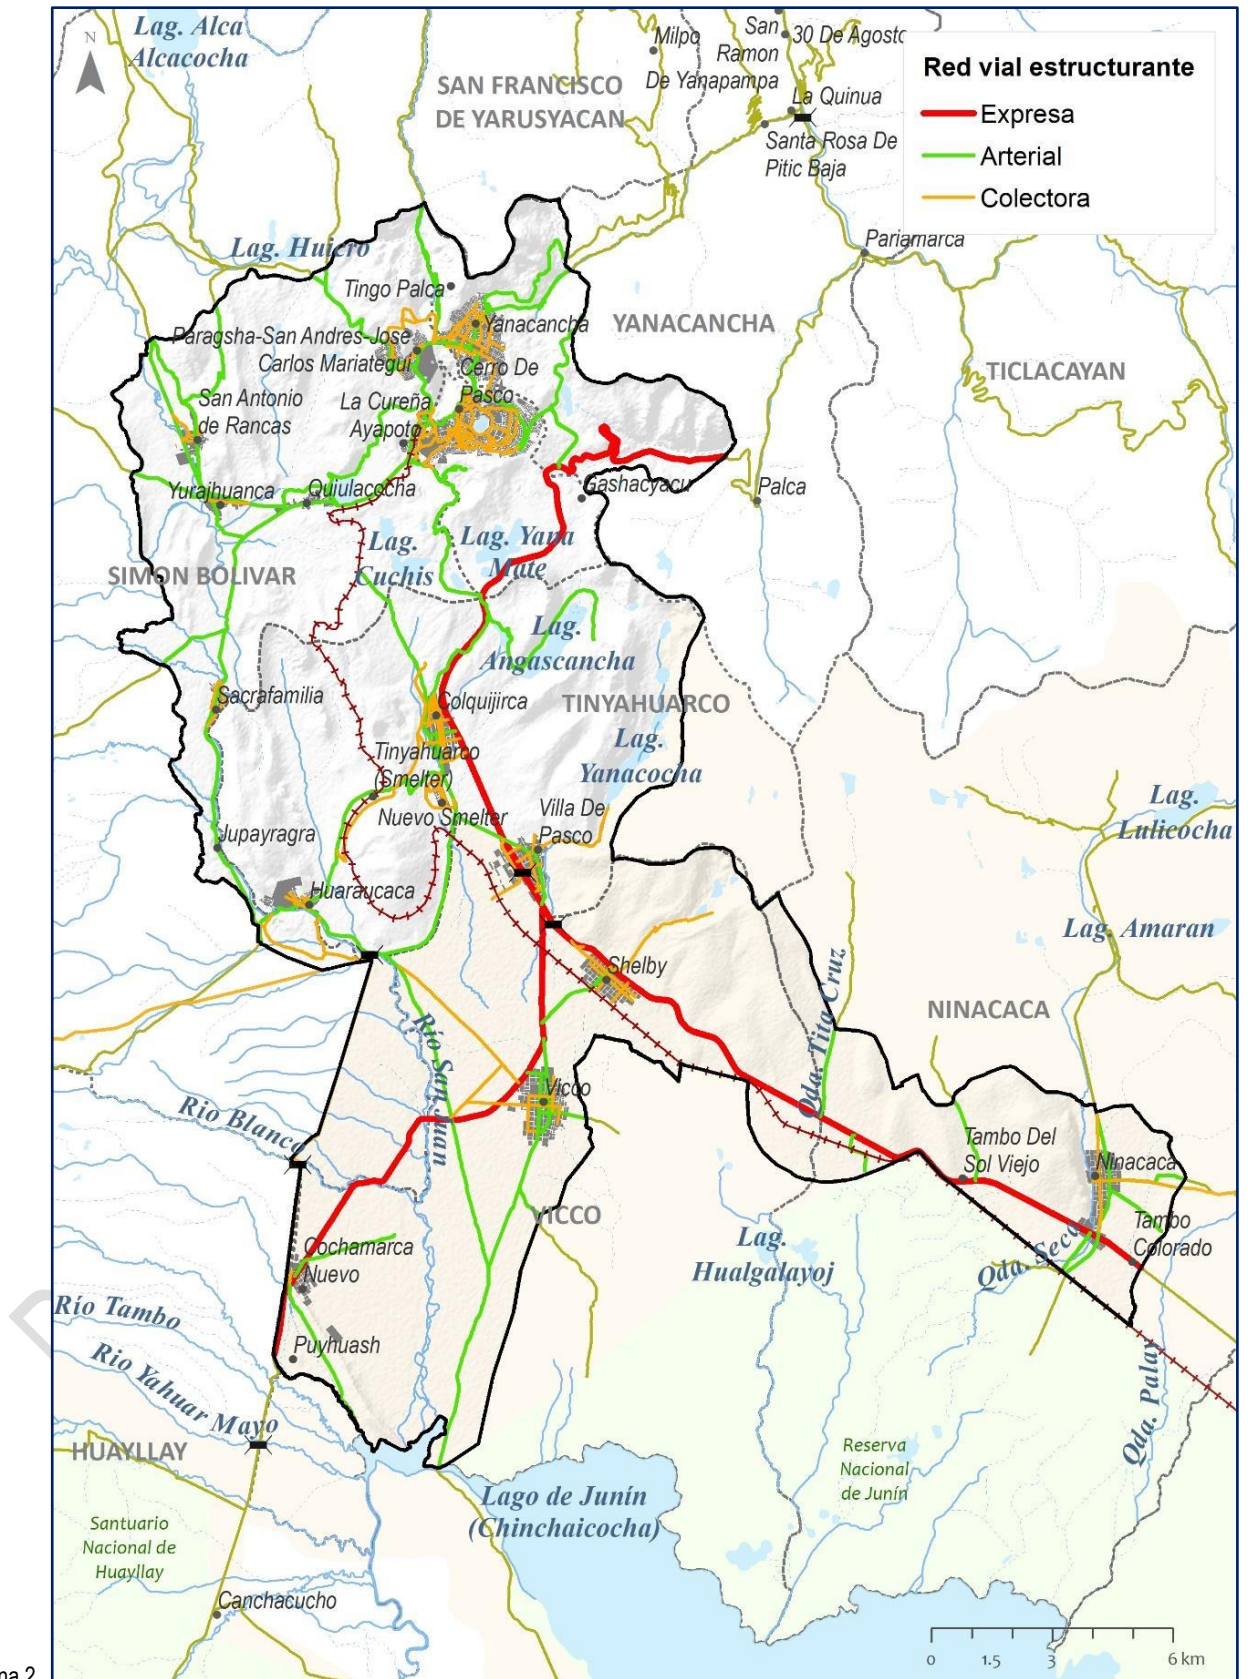 Lag. Alca
Alcacocha
N
SAN FRANCISCO
DE YARUSYACAN
Milpo
San
Ramon
De Yanapampa
30 De Agosto
La Quinua
Santa Rosa De
Pitic Baja
Red vial estructurante
Expresa
Arterial
Colectora
Pariamarca
Lag. Huicro
Tingo Palca
Yanacancha
YANACANCHA
Paragsha-San Andres-Jose
Carlos Mariategui
Cerro De
Pasco
TICLACAYAN
San Antonio
de Rancas
La Cureña
Ayapoto
Yurajhuanca
Quiulacocha
Gashacyacu
Palca
Lag.
Cuchis
Lag. Yana
Mate
SIMON BOLIVAR
Lag.
Angascancha
Sacrafamilia
Colquijirca
TINYAHUARCO
Lag.
Yanacocha
Tinyahuarco
(Smelter)
Nuevo Smelter
Villa De
Pasco
Lag.
Lulicocha
Jupayragra
Huaraucaca
Lag. Amaran
Shelby
Qda. Tita Cruz
NINACACA
Río San Juan
Vicco
Rio Blanco
Tambo Del
Sol Viejo
Ninacaca
VICCO
Tambo
Colorado
Cochamarca
Nuevo
Lag.
Hualgalayoj
Qda. Seca
Río Tambo
Puyhuash
Rio Yahuar Mayo
Qda. Palay
HUAYLLAY
Reserva
Nacional
de Junín
Lago de Junín
(Chinchaicocha)
Santuario
Nacional de
Huayllay
Canchacucho
0 1.5 3 6 km